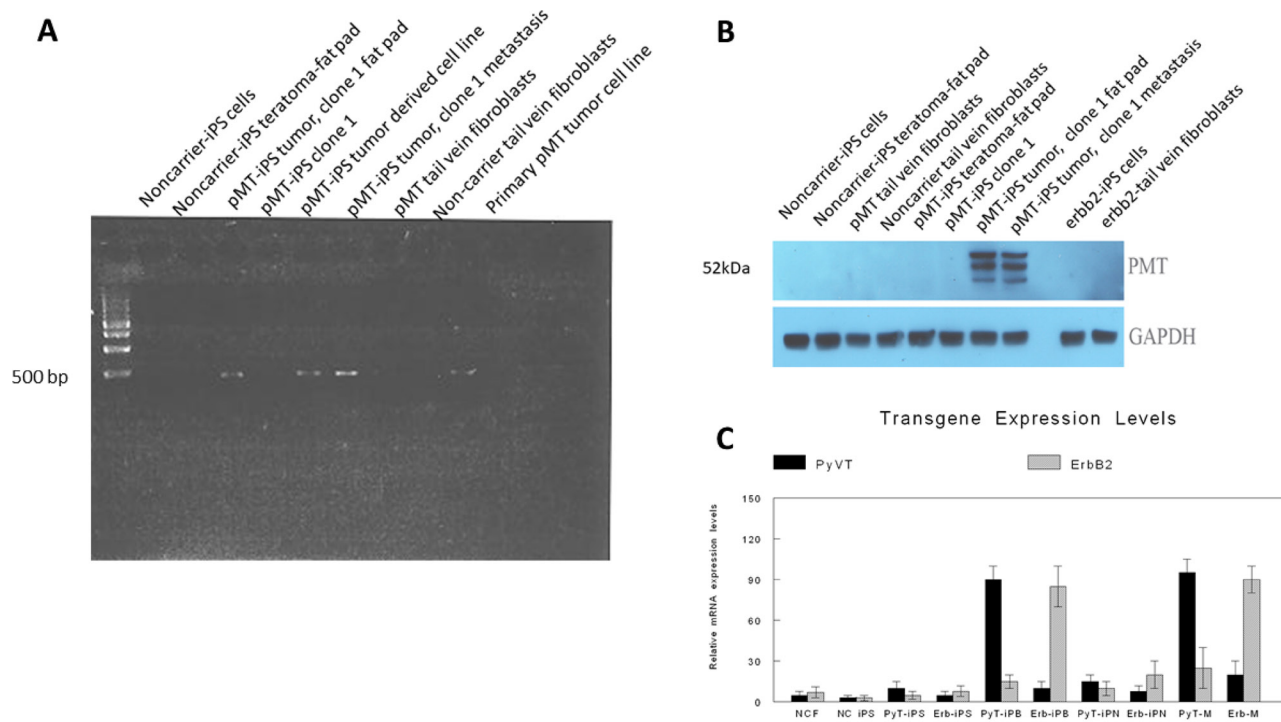 A
Noncarrier-iPS cells
Noncarrier-iPS teratoma-fat pad
pMT-iPS tumor, clone 1 fat pad
pMT-iPS clone 1
pMT-iPS tumor derived cell line
pMT-iPS tumor, clone 1 metastasis
pMT tail vein fibroblasts
Non-carrier tail vein fibroblasts
Primary pMT tumor cell line
500 bp
B
Noncarrier-iPS cells
Noncarrier-iPS teratoma-fat pad
pMT tail vein fibroblasts
Noncarrier tail vein fibroblasts
pMT-iPS teratoma-fat pad
pMT-iPS clone 1
pMT-iPS tumor, clone 1 fat pad
pMT-iPS tumor, clone 1 metastasis
erbb2-iPS cells
erbb2-tail vein fibroblasts
52kDa
PMT
GAPDH
C
Transgene Expression Levels
PyVT ErbB2
Relative mRNA expression levels
150
120
90
60
30
0
NCF NC iPS PyT-iPS Erb-iPS PyT-iPB Erb-iPB PyT-iPN Erb-iPN PyT-M Erb-M